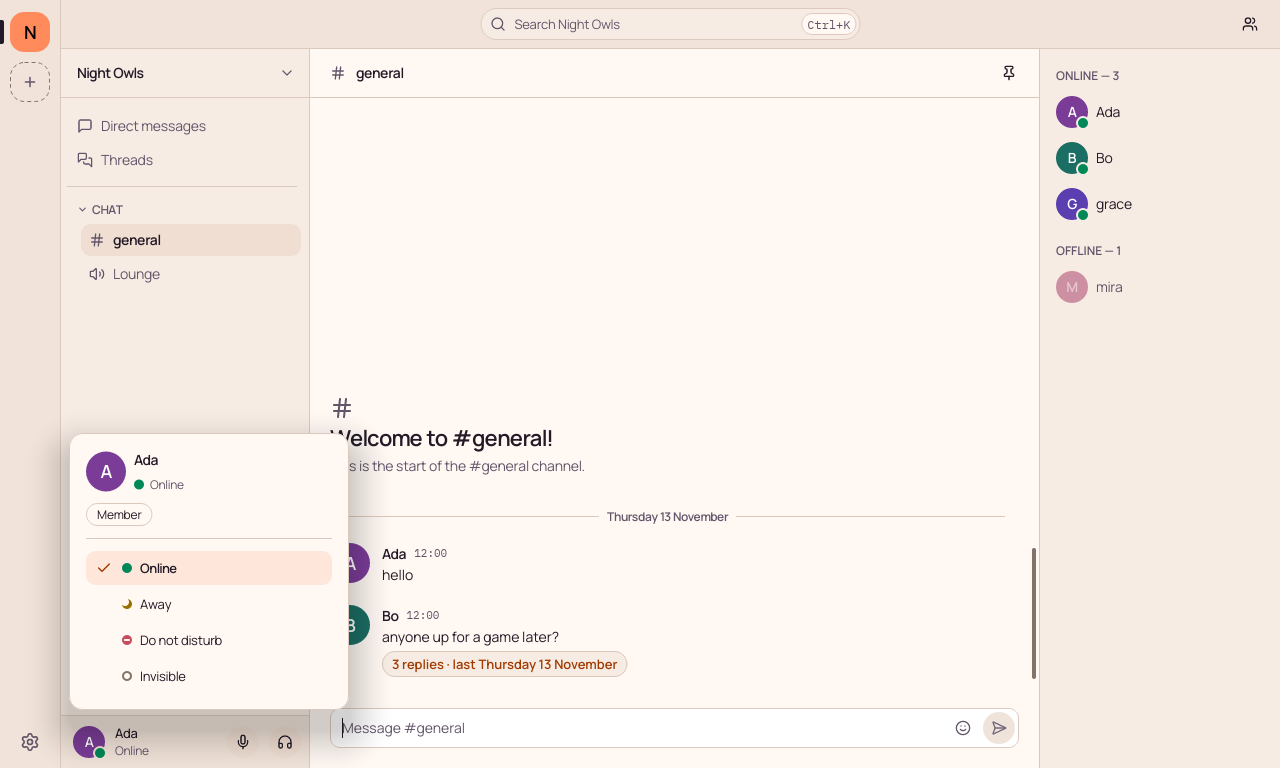 N
Search Night Owls
Ctrl+K
Night Owls
general
Direct messages
Threads
CHAT
general
Lounge
Welcome to #general!
s is the start of the #general channel.
Thursday 13 November
A
Ada 12:00
hello
B
Bo 12:00
anyone up for a game later?
3 replies · last Thursday 13 November
Message #general
A
Ada
Online
Member
Online
Away
Do not disturb
Invisible
A
Ada
Online
ONLINE — 3
A
Ada
B
Bo
G
grace
OFFLINE — 1
M
mira